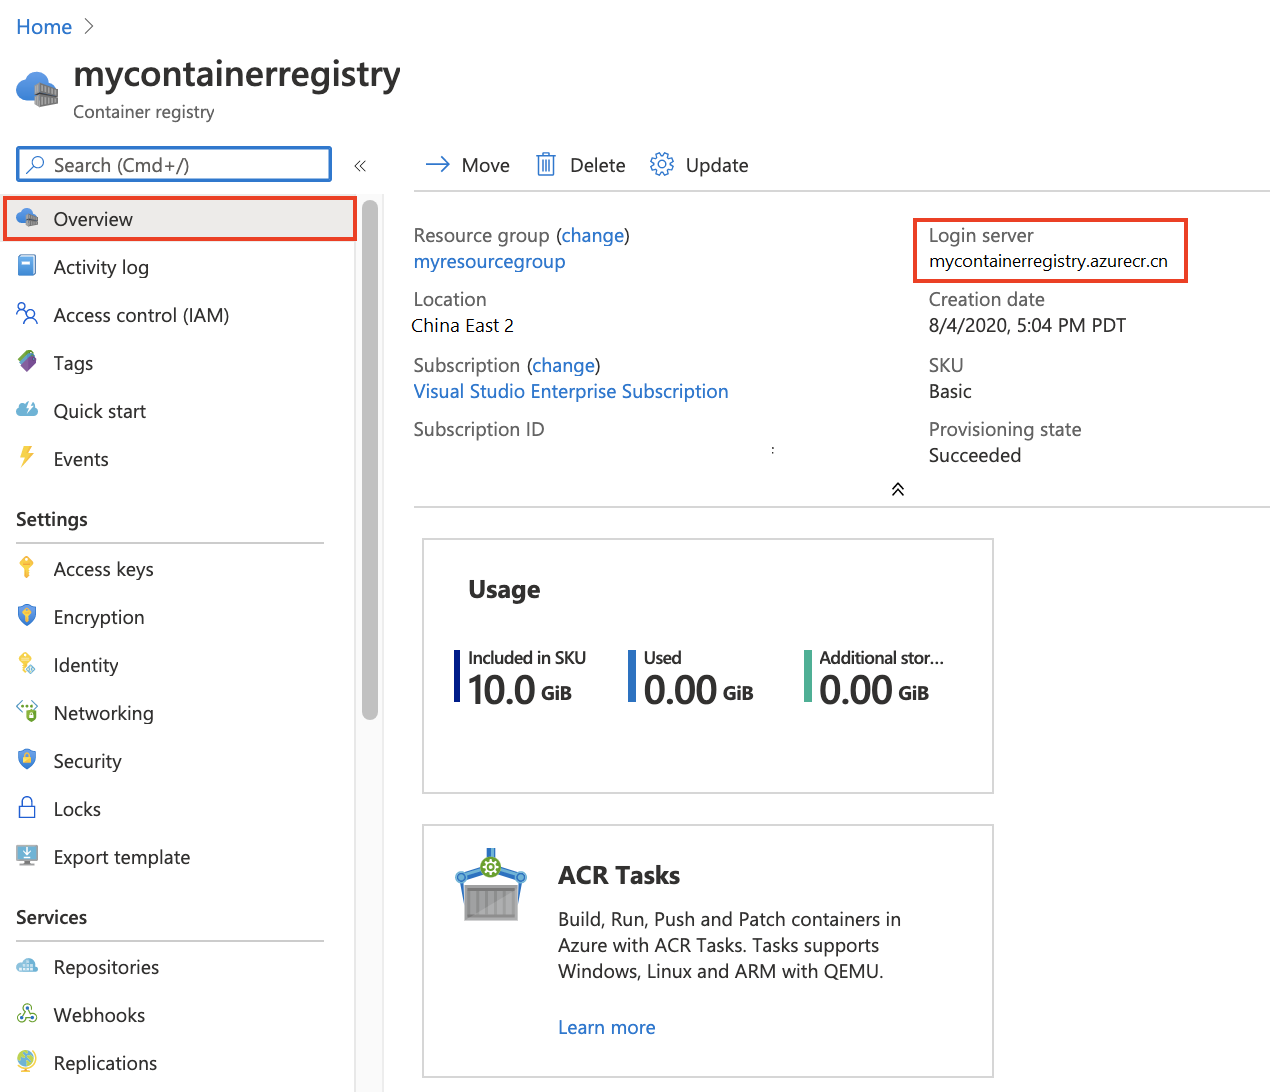 Home
mycontainerregistry
Container registry
Search (Cmd+/)
Overview
Activity log
Access control (IAM)
Tags
Quick start
Events
Settings
Access keys
Encryption
Identity
Networking
Security
Locks
Export template
Services
Repositories
Webhooks
Replications
Move
Delete
Update
Resource group (change)
myresourcegroup
Location
China East 2
Subscription (change)
Visual Studio Enterprise Subscription
Subscription ID
:
Login server
mycontainerregistry.azurecr.cn
Creation date
8/4/2020, 5:04 PM PDT
SKU
Basic
Provisioning state
Succeeded
Usage
Included in SKU
10.0 GiB
Used
0.00 GiB
Additional stor...
0.00 GiB
ACR Tasks
Build, Run, Push and Patch containers in
Azure with ACR Tasks. Tasks supports
Windows, Linux and ARM with QEMU.
Learn more